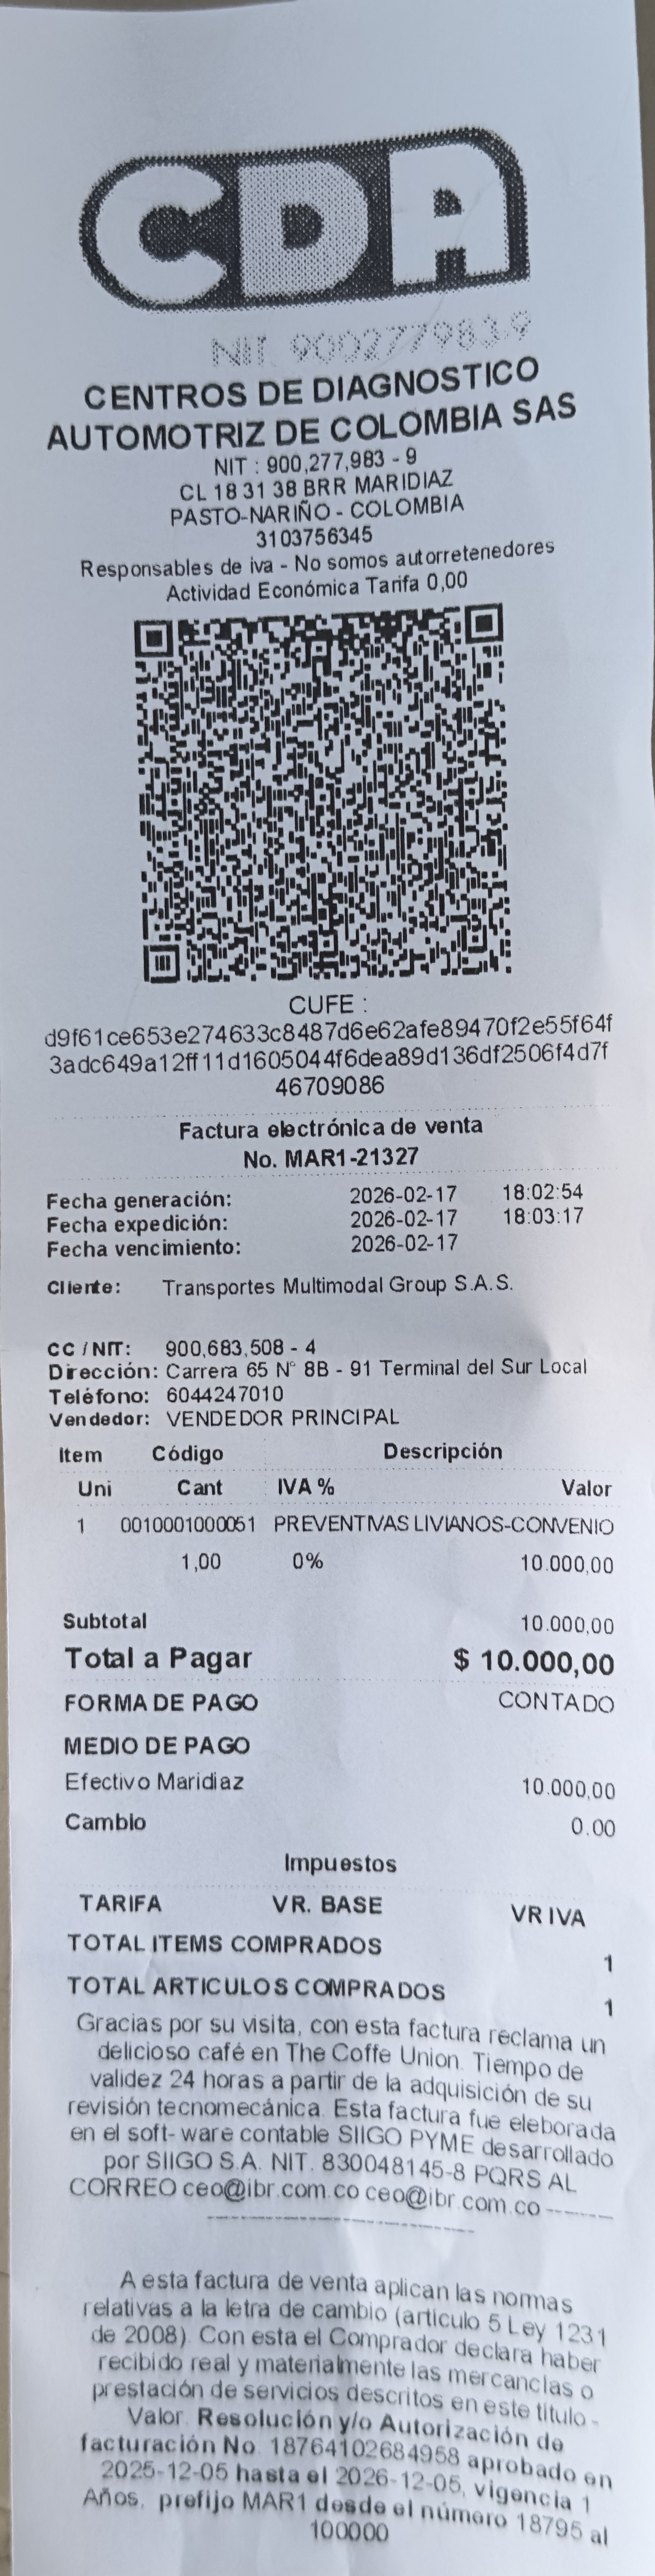 CDA
NIT. 900277983-9
CENTROS DE DIAGNOSTICO
AUTOMOTRIZ DE COLOMBIA SAS
NIT : 900,277,983 - 9
CL 18 31 38 BRR MARIDIAZ
PASTO-NARIÑO - COLOMBIA
3103756345
Responsables de iva - No somos autorretenedores
Actividad Económica Tarifa 0,00
CUFE :
d9f61ce653e274633c8487d6e62afe89470f2e55f64f
3adc649a12ff11d1605044f6dea89d136df2506f4d7f
46709086
Factura electrónica de venta
No. MAR1-21327
Fecha generación: 2026-02-17 18:02:54
Fecha expedición: 2026-02-17 18:03:17
Fecha vencimiento: 2026-02-17
Cliente: Transportes Multimodal Group S.A.S.
CC / NIT: 900,683,508 - 4
Dirección: Carrera 65 N° 8B - 91 Terminal del Sur Local
Teléfono: 6044247010
Vendedor: VENDEDOR PRINCIPAL
Item Código Descripción
Uni Cant IVA % Valor
1 0010001000051 PREVENTIVAS LIVIANOS-CONVENIO
1,00 0% 10.000,00
Subtotal 10.000,00
Total a Pagar $ 10.000,00
FORMA DE PAGO CONTADO
MEDIO DE PAGO
Efectivo Maridiaz 10.000,00
Cambio 0.00
Impuestos
TARIFA VR. BASE VR IVA
TOTAL ITEMS COMPRADOS 1
TOTAL ARTICULOS COMPRADOS 1
Gracias por su visita, con esta factura reclama un
delicioso café en The Coffe Union. Tiempo de
validez 24 horas a partir de la adquisición de su
revisión tecnomecánica. Esta factura fue eleborada
en el soft- ware contable SIIGO PYME desarrollado
por SIIGO S.A. NIT. 830048145-8 PQRS AL
CORREO ceo@ibr.com.co ceo@ibr.com.co -------
----------------------------
A esta factura de venta aplican las normas
relativas a la letra de cambio (artículo 5 Ley 1231
de 2008). Con esta el Comprador declara haber
recibido real y materialmente las mercancías o
prestación de servicios descritos en este título -
Valor. Resolución y/o Autorización de
facturación No. 18764102684958 aprobado en
2025-12-05 hasta el 2026-12-05, vigencia 1
Años, prefijo MAR1 desde el número 18795 al
100000